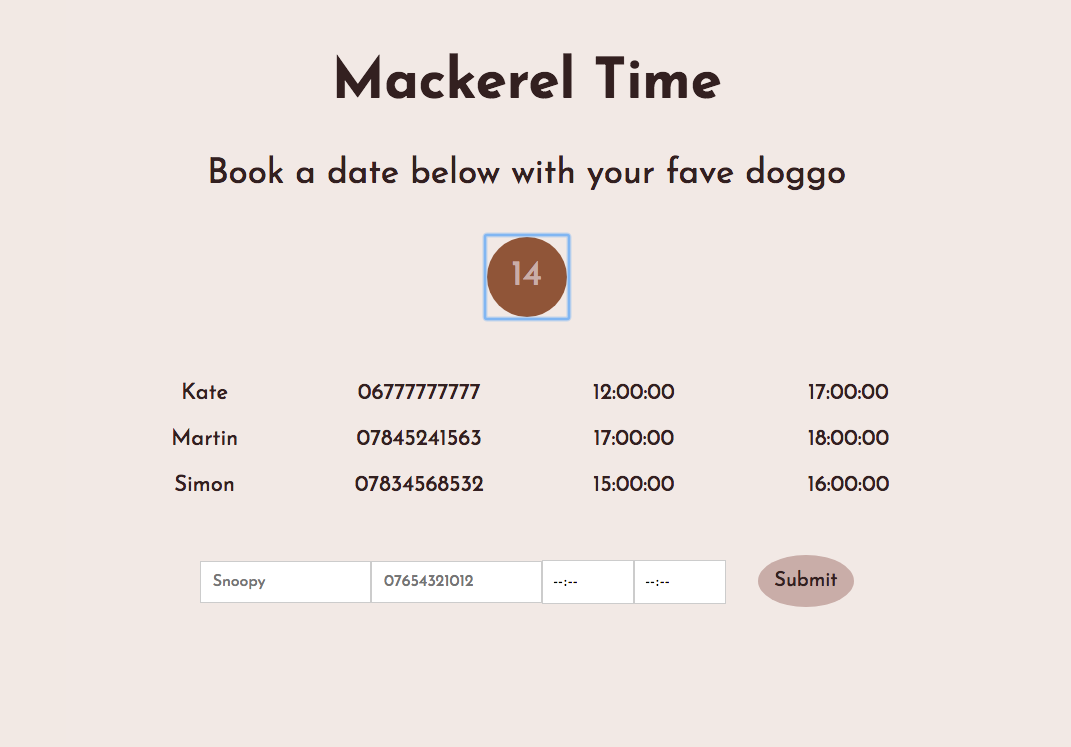 Mackerel Time
Book a date below with your fave doggo
14
Kate 06777777777 12:00:00 17:00:00
Martin 07845241563 17:00:00 18:00:00
Simon 07834568532 15:00:00 16:00:00
Snoopy 07654321012 --:-- --:-- Submit